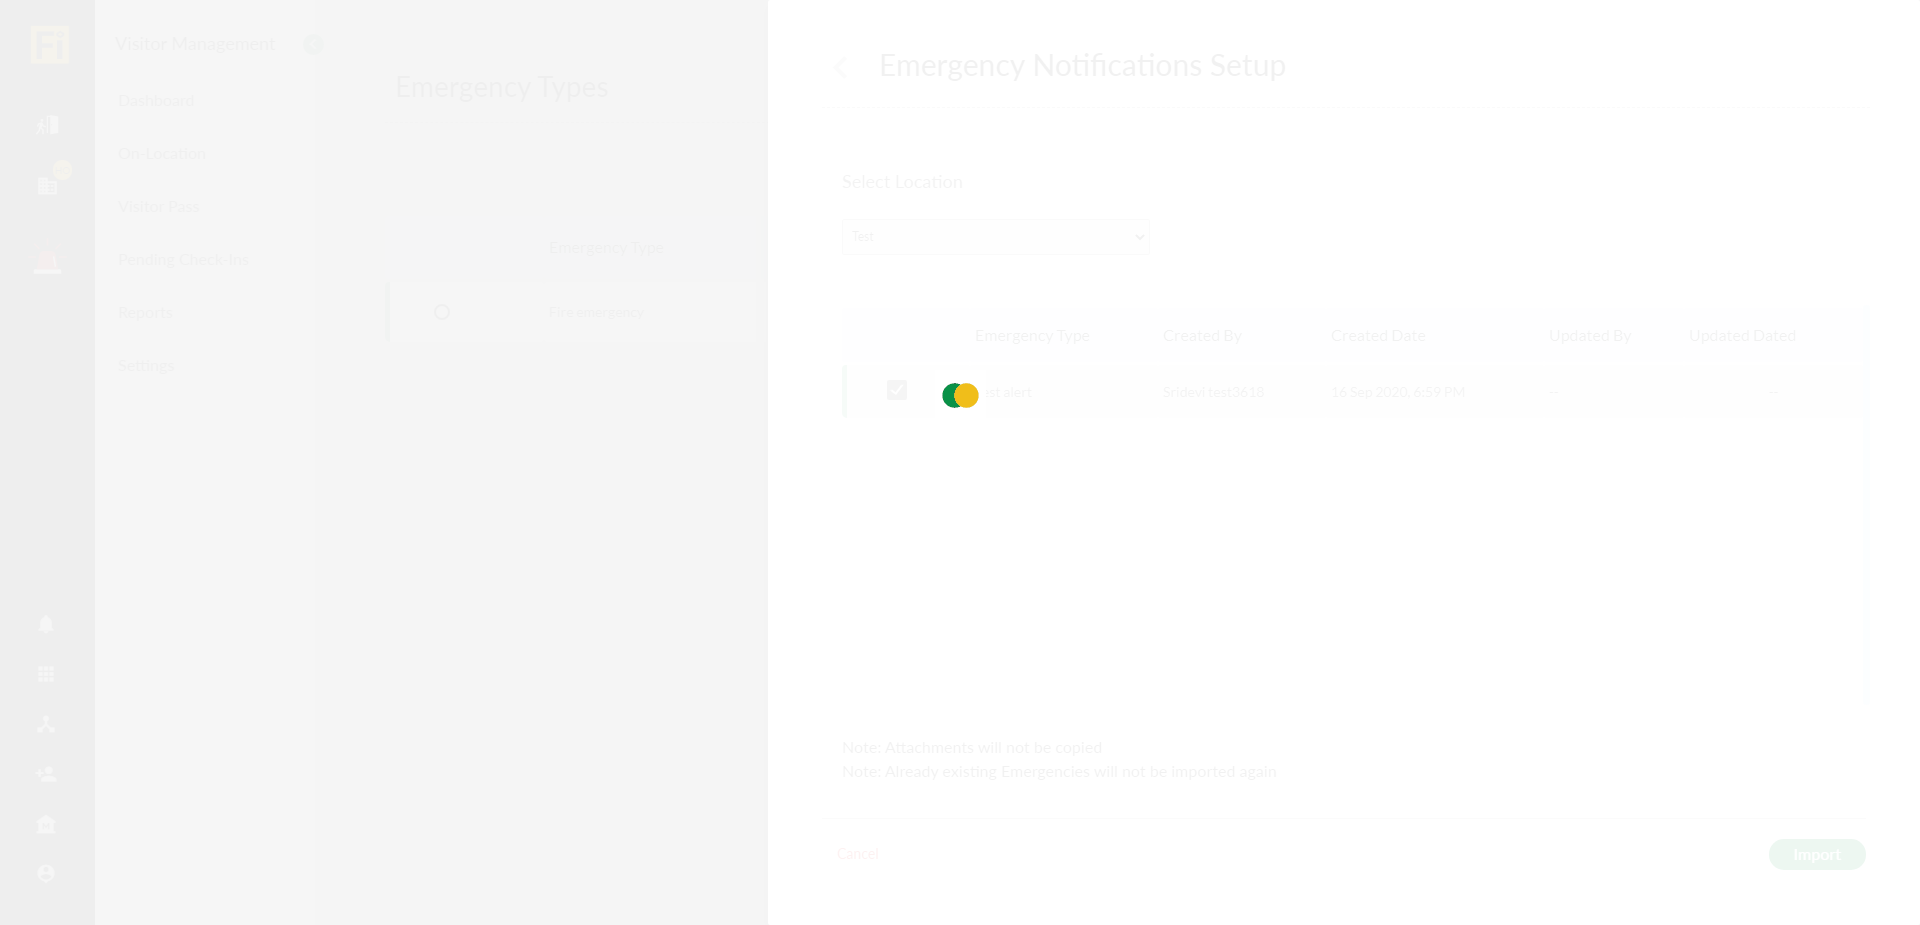 Fi
Visitor Management
Dashboard
On-Location
Visitor Pass
Pending Check-Ins
Reports
Settings
Emergency Types
Emergency Type
Fire emergency
Emergency Notifications Setup
Select Location
Test
Emergency Type Created By Created Date Updated By Updated Dated
st alert Sridevi test3618 16 Sep 2020, 6:59 PM -- --
Note: Attachments will not be copied
Note: Already existing Emergencies will not be imported again
Cancel Import